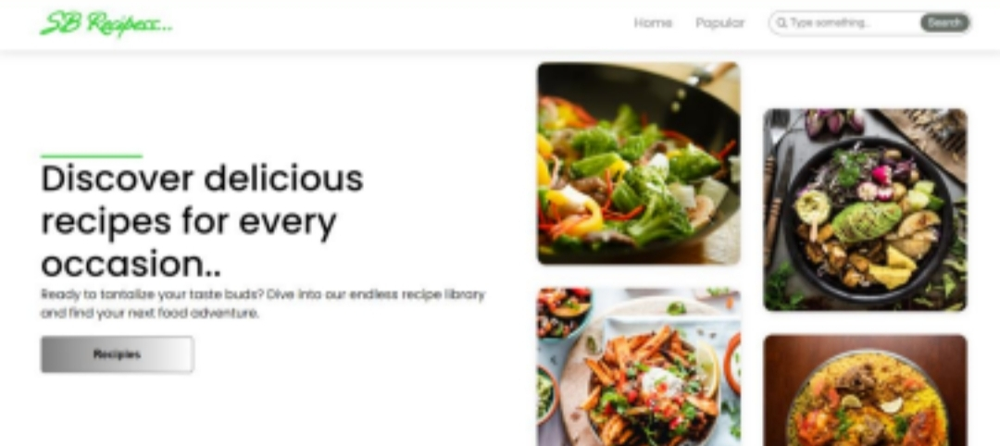 SB Recipess...
Home
Popular
Type something..
Search
Discover delicious
recipes for every
occasion..
Ready to tantalize your taste buds? Dive into our endless recipe library
and find your next food adventure.
Recipies